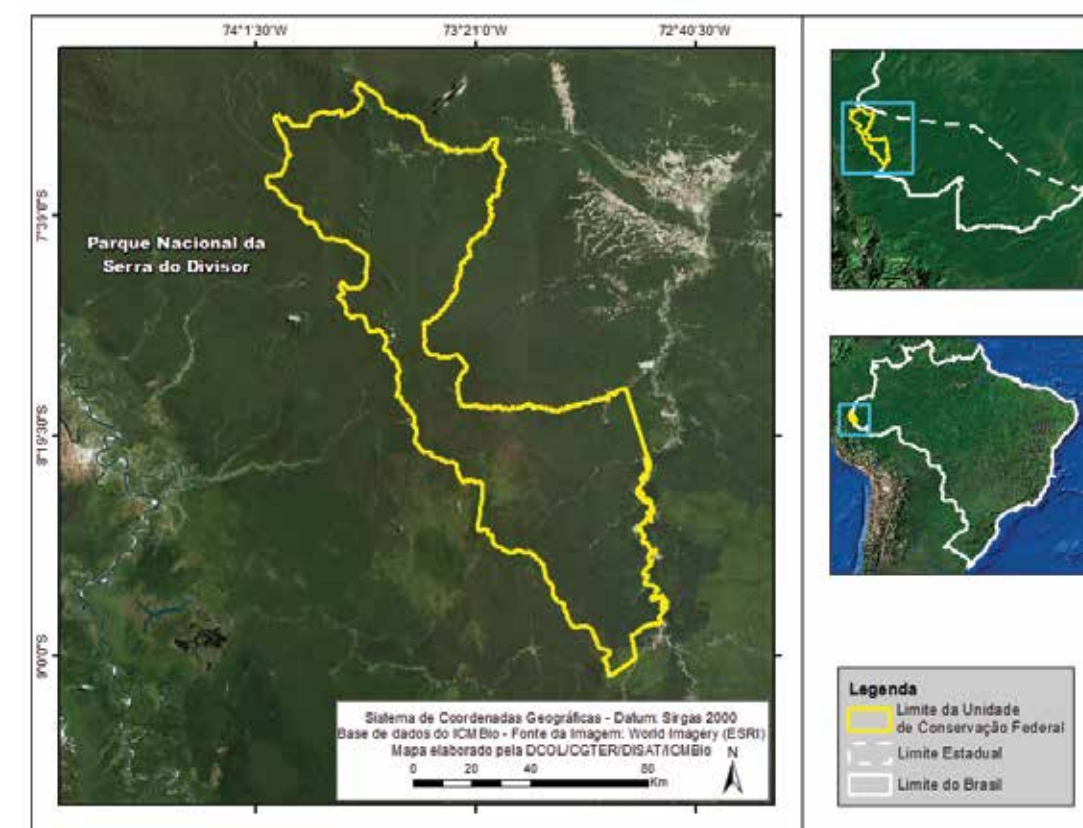 74°1'30"W
73°21'0"W
72°40'30"W
Parque Nacional da
Serra do Divisor
8°19'30"S
9°0'0"S
Sistema de Coordenadas Geográficas - Datum: Sirgas 2000
Base de dados do ICMBio - Fonte da Imagem: World Imagery (ESRI)
Mapa elaborado pela DCOL/CGTER/DISAT/ICMBio
N
0 20 40 80
Km
Legenda
Limite da Unidade
de Conservação Federal
Limite Estadual
Limite do Brasil